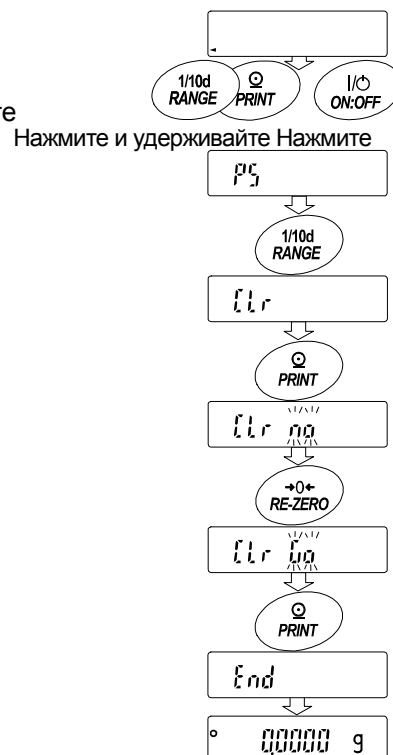 1/10d
RANGE
PRINT
I/
ON:OFF
те
Нажмите и удерживайте Нажмите
PS
1/10d
RANGE
CLr
PRINT
CLr no
→0←
RE-ZERO
CLr Go
PRINT
End
0.0000 g